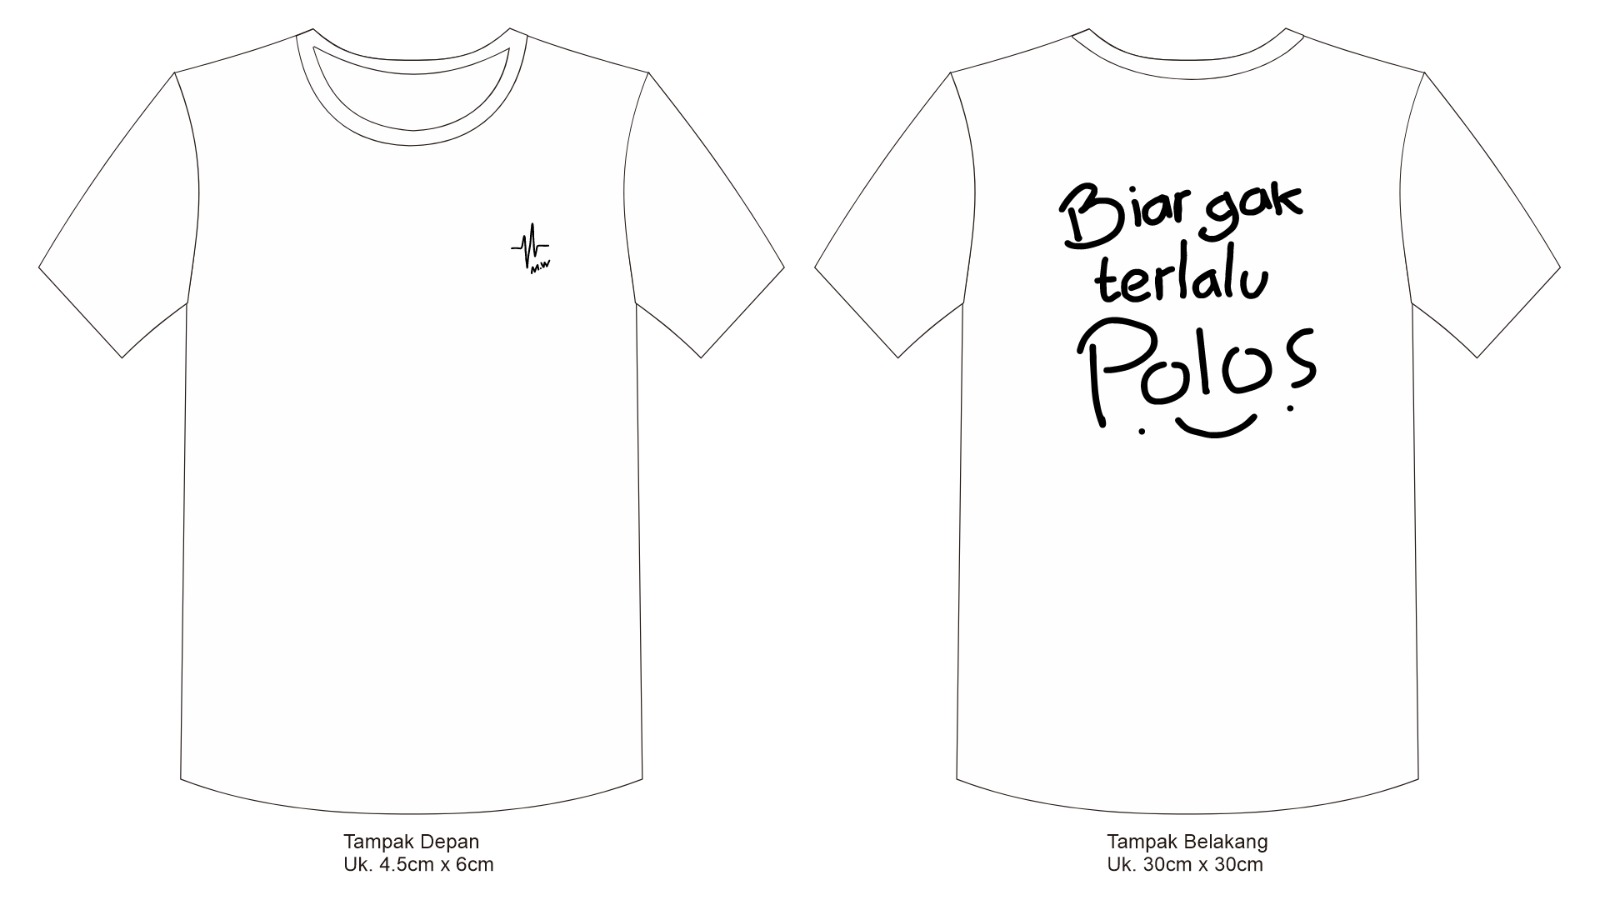 M.W
Tampak Depan
Uk. 4.5cm x 6cm
Biar gak
terlalu
Polos
Tampak Belakang
Uk. 30cm x 30cm